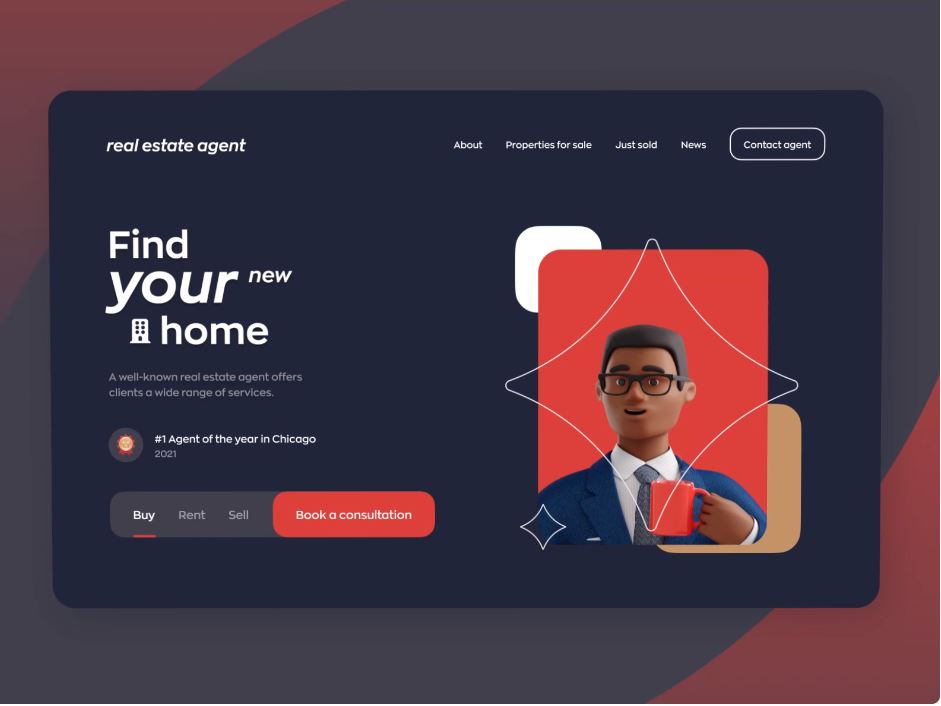 real estate agent
About Properties for sale Just sold News Contact agent
Find
your new
home
A well-known real estate agent offers
clients a wide range of services.
#1 Agent of the year in Chicago
2021
Buy Rent Sell Book a consultation